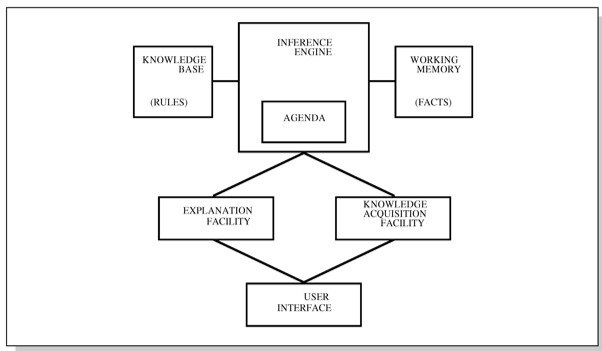 KNOWLEDGE
BASE
(RULES)
INFERENCE
ENGINE
AGENDA
WORKING
MEMORY
(FACTS)
EXPLANATION
FACILITY
KNOWLEDGE
ACQUISITION
FACILITY
USER
INTERFACE